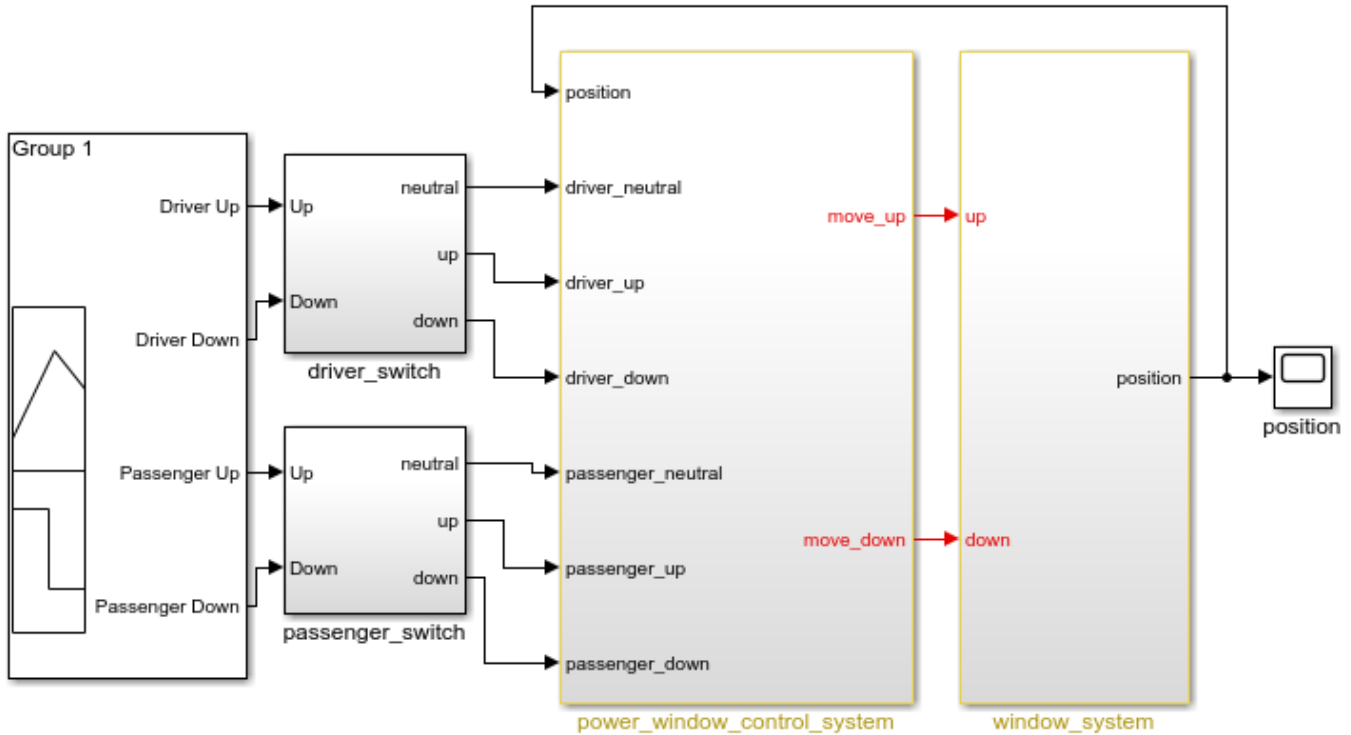 Group 1
Driver Up
Driver Down
Passenger Up
Passenger Down
Up
Down
neutral
up
down
driver_switch
Up
Down
neutral
up
down
passenger_switch
position
driver_neutral
driver_up
driver_down
passenger_neutral
passenger_up
passenger_down
move_up
move_down
power_window_control_system
up
down
position
window_system
position